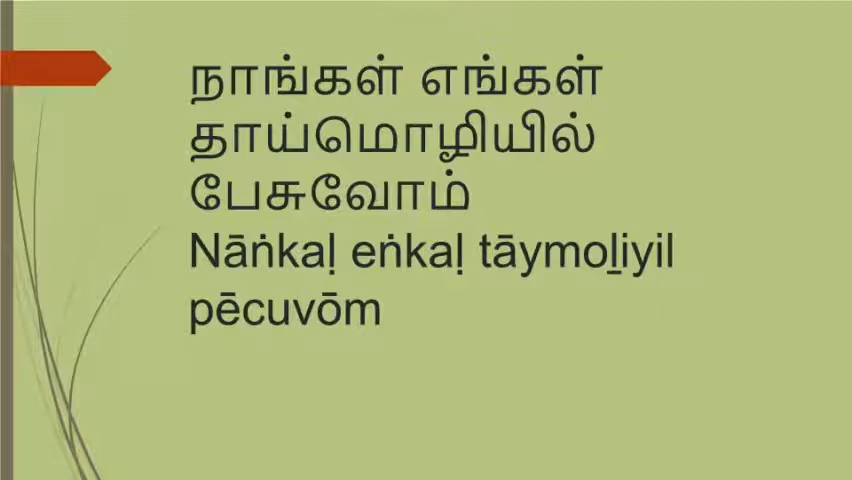 நாங்கள் எங்கள்
தாய்மொழியில்
பேசுவோம்
Nāṅkaḷ eṅkaḷ tāymoḻiyil
pēcuvōm